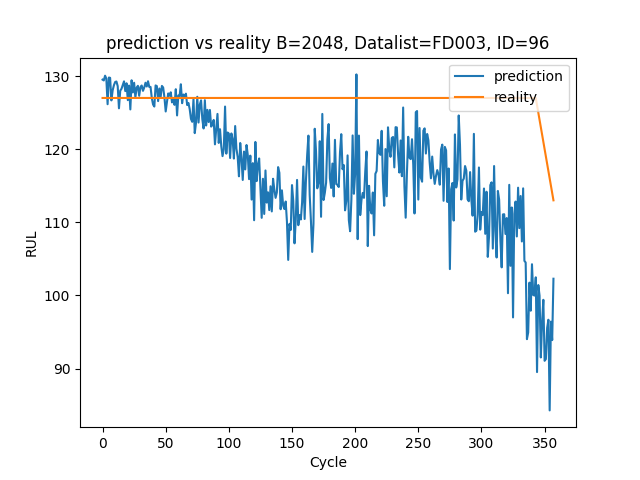 prediction vs reality B=2048, Datalist=FD003, ID=96
prediction
reality
130
120
110
100
90
RUL
0 50 100 150 200 250 300 350
Cycle